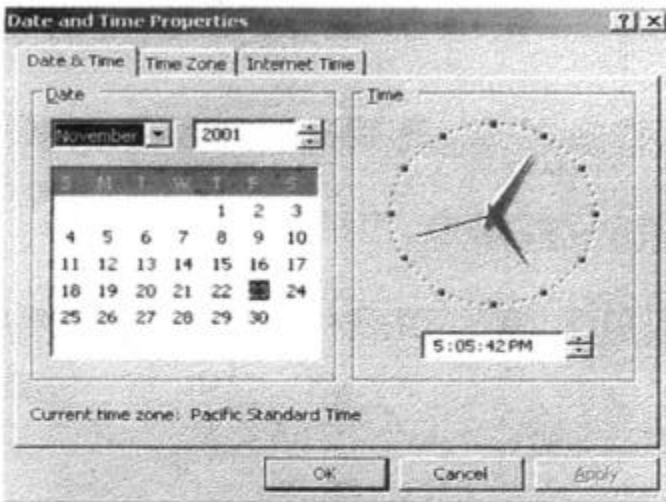 Date and Time Properties
Date & Time Time Zone Internet Time
Date
November 2001
S M T W T F S
1 2 3
4 5 6 7 8 9 10
11 12 13 14 15 16 17
18 19 20 21 22 23 24
25 26 27 28 29 30
Time
5:05:42 PM
Current time zone: Pacific Standard Time
OK Cancel Apply